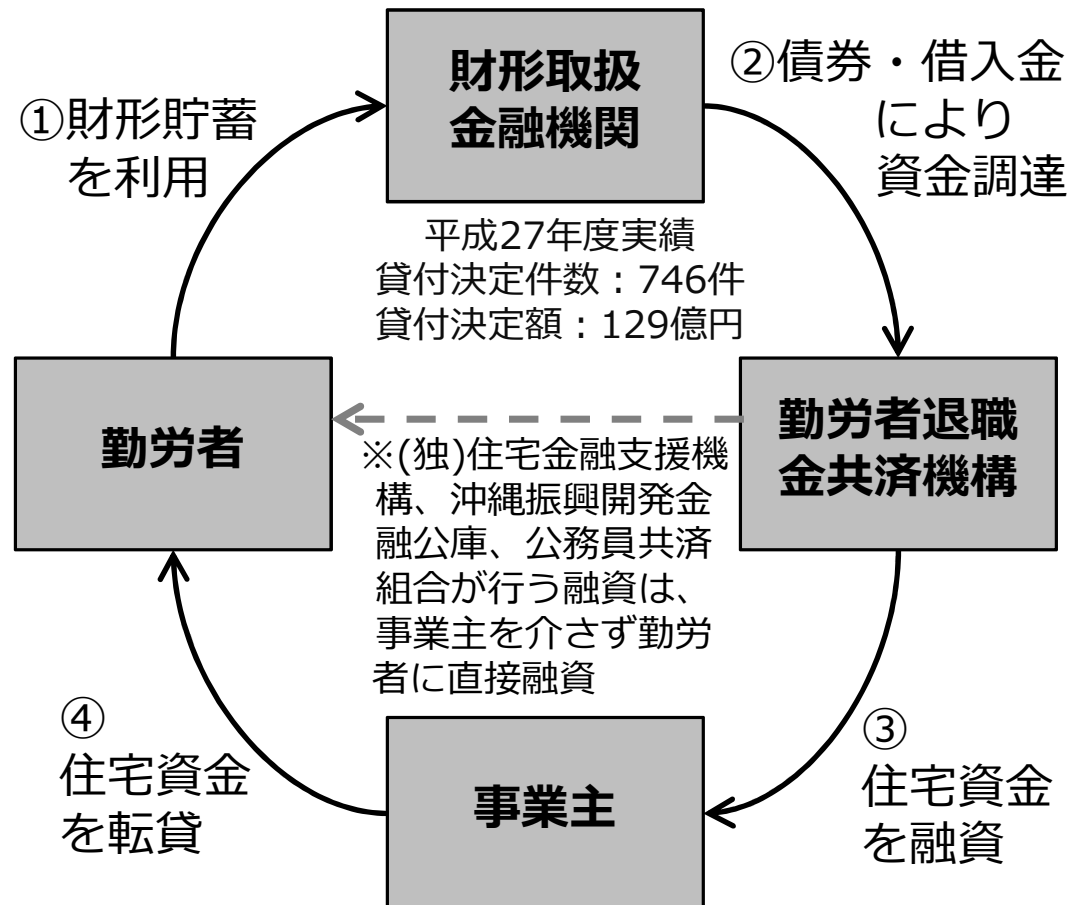 財形取扱
金融機関
①財形貯蓄
を利用
②債券・借入金
により
資金調達
平成27年度実績
貸付決定件数：746件
貸付決定額：129億円
勤労者
勤労者退職
金共済機構
※(独)住宅金融支援機
構、沖縄振興開発金
融公庫、公務員共済
組合が行う融資は、
事業主を介さず勤労
者に直接融資
④
住宅資金
を転貸
事業主
③
住宅資金
を融資